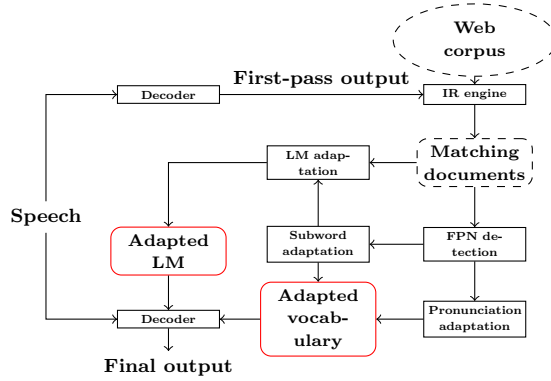 Web
corpus
First-pass output
Decoder
IR engine
LM adap-
tation
Matching
documents
Speech
Adapted
LM
Subword
adaptation
FPN de-
tection
Decoder
Adapted
vocab-
ulary
Pronunciation
adaptation
Final output